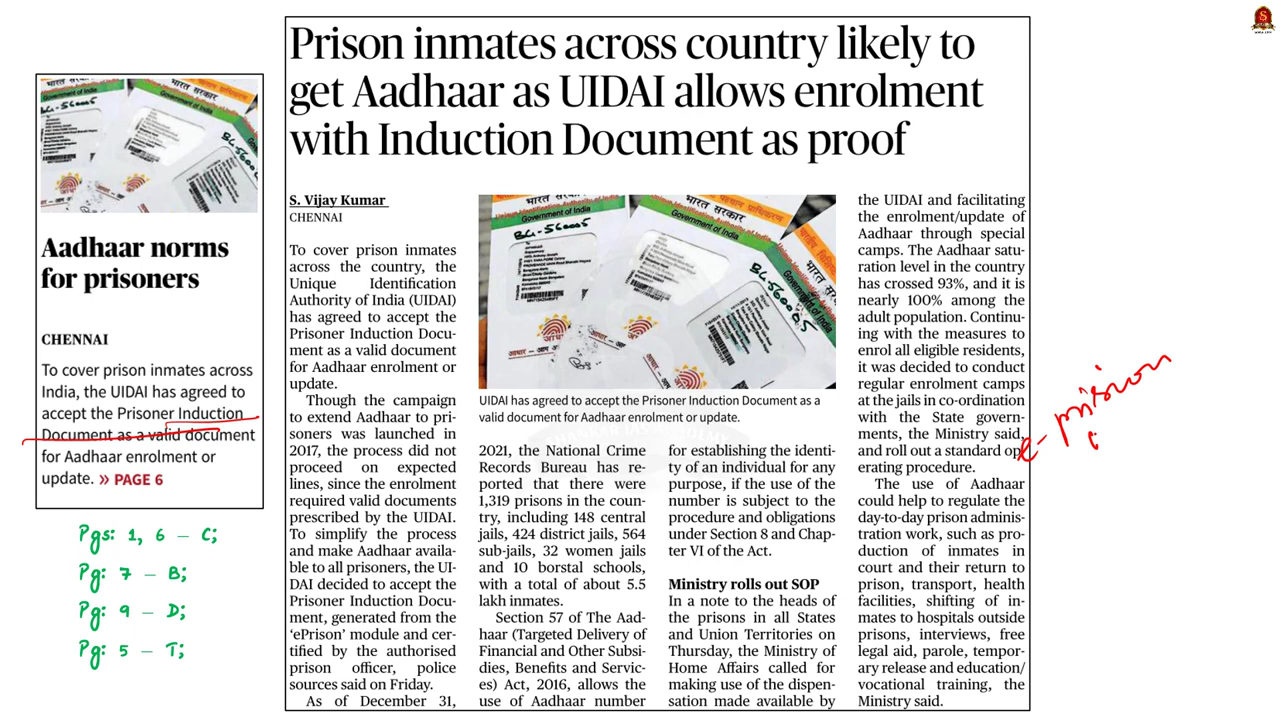 Prison inmates across country likely to
get Aadhaar as UIDAI allows enrolment
with Induction Document as proof
Aadhaar norms
for prisoners
CHENNAI
To cover prison inmates across
India, the UIDAI has agreed to
accept the Prisoner Induction
Document as a valid document
for Aadhaar enrolment or
update. » PAGE 6
Pgs: 1, 6 – C;
Pg: 7 – B;
Pg: 9 – D;
Pg: 5 – T;
S. Vijay Kumar
CHENNAI
To cover prison inmates
across the country, the
Unique Identification
Authority of India (UIDAI)
has agreed to accept the
Prisoner Induction Docu-
ment as a valid document
for Aadhaar enrolment or
update.
Though the campaign
to extend Aadhaar to pri-
soners was launched in
2017, the process did not
proceed on expected
lines, since the enrolment
required valid documents
prescribed by the UIDAI.
To simplify the process
and make Aadhaar availa-
ble to all prisoners, the UI-
DAI decided to accept the
Prisoner Induction Docu-
ment, generated from the
‘ePrison’ module and cer-
tified by the authorised
prison officer, police
sources said on Friday.
As of December 31,
भारत सरकार
Government of India
BG-560005
भारत सरकार
Government of India
BG-560005
UIDAI has agreed to accept the Prisoner Induction Document as a
valid document for Aadhaar enrolment or update.
2021, the National Crime
Records Bureau has re-
ported that there were
1,319 prisons in the coun-
try, including 148 central
jails, 424 district jails, 564
sub-jails, 32 women jails
and 10 borstal schools,
with a total of about 5.5
lakh inmates.
Section 57 of The Aad-
haar (Targeted Delivery of
Financial and Other Subsi-
dies, Benefits and Servic-
es) Act, 2016, allows the
use of Aadhaar number
for establishing the identi-
ty of an individual for any
purpose, if the use of the
number is subject to the
procedure and obligations
under Section 8 and Chap-
ter VI of the Act.
Ministry rolls out SOP
In a note to the heads of
the prisons in all States
and Union Territories on
Thursday, the Ministry of
Home Affairs called for
making use of the dispen-
sation made available by
the UIDAI and facilitating
the enrolment/update of
Aadhaar through special
camps. The Aadhaar satu-
ration level in the country
has crossed 93%, and it is
nearly 100% among the
adult population. Continu-
ing with the measures to
enrol all eligible residents,
it was decided to conduct
regular enrolment camps
at the jails in co-ordination
with the State govern-
ments, the Ministry said,
and roll out a standard op
erating procedure.
The use of Aadhaar
could help to regulate the
day-to-day prison adminis-
tration work, such as pro-
duction of inmates in
court and their return to
prison, transport, health
facilities, shifting of in-
mates to hospitals outside
prisons, interviews, free
legal aid, parole, tempor-
ary release and education/
vocational training, the
Ministry said.
e-prision